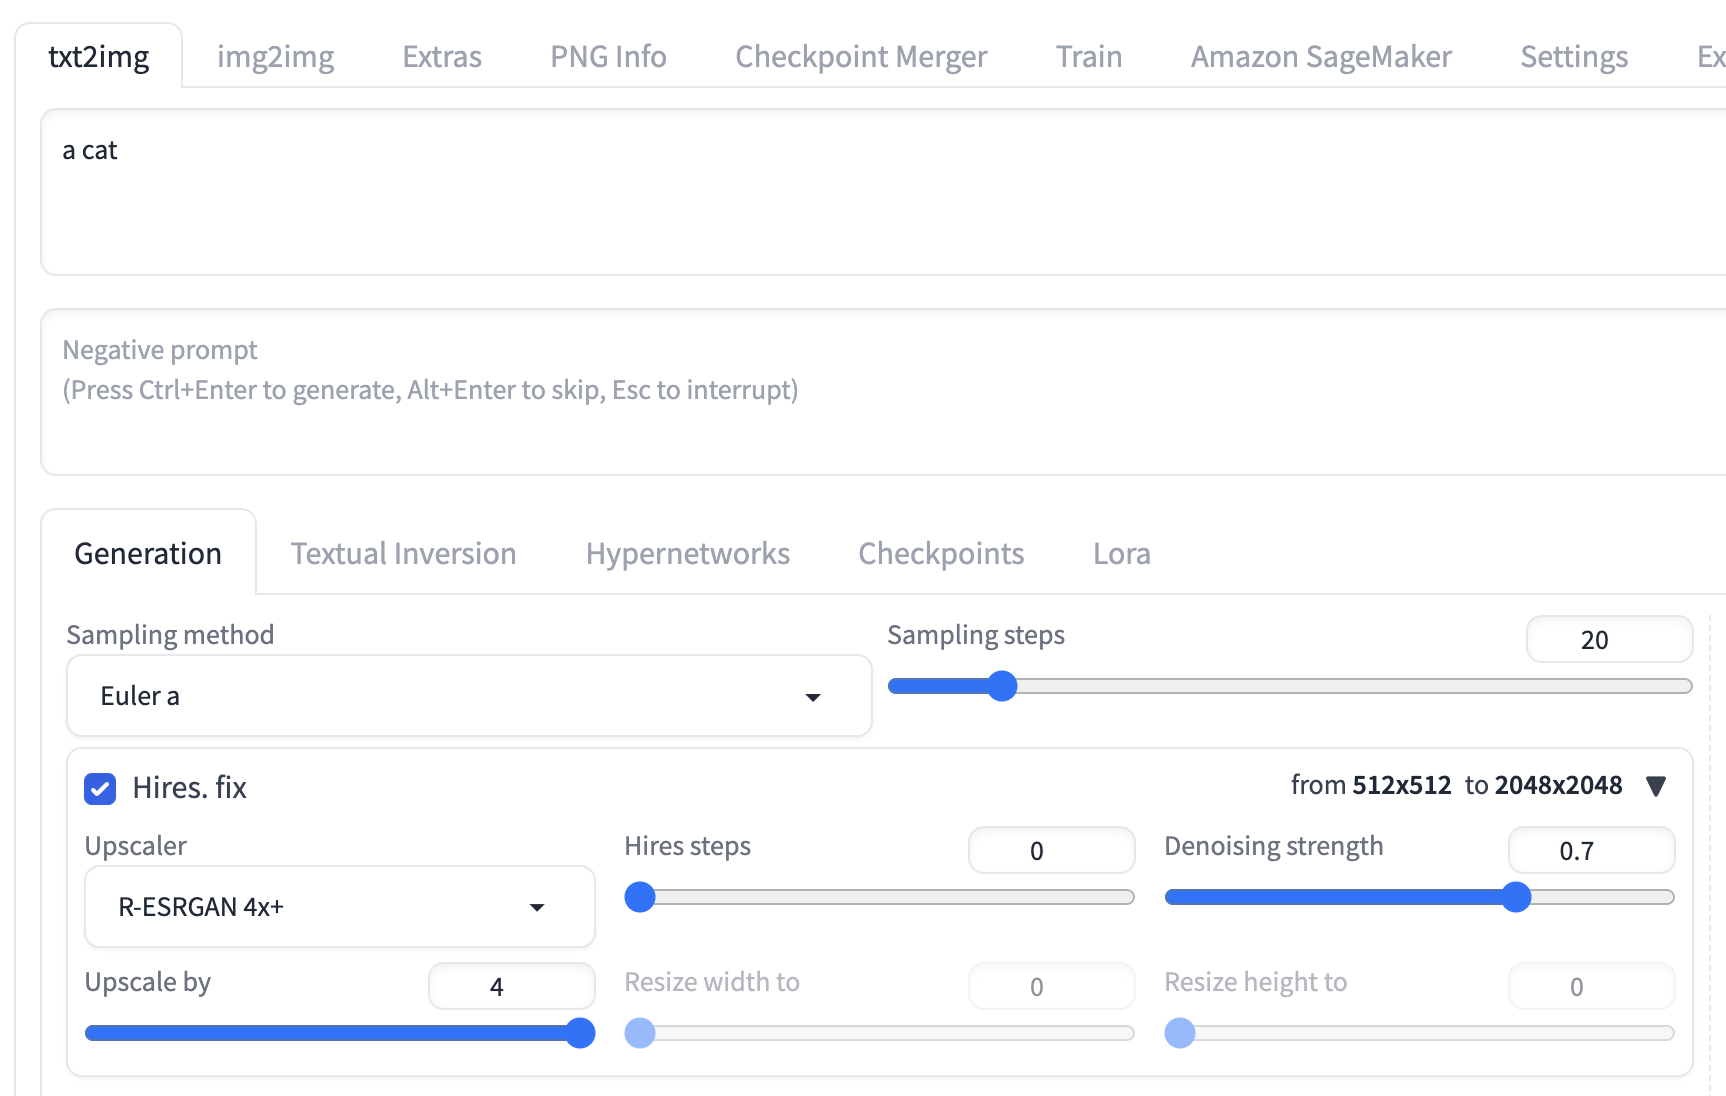 txt2img img2img Extras PNG Info Checkpoint Merger Train Amazon SageMaker Settings Ex
a cat
Negative prompt
(Press Ctrl+Enter to generate, Alt+Enter to skip, Esc to interrupt)
Generation Textual Inversion Hypernetworks Checkpoints Lora
Sampling method Sampling steps 20
Euler a
Hires. fix from 512x512 to 2048x2048 ▼
Upscaler Hires steps 0 Denoising strength 0.7
R-ESRGAN 4x+
Upscale by 4 Resize width to 0 Resize height to 0